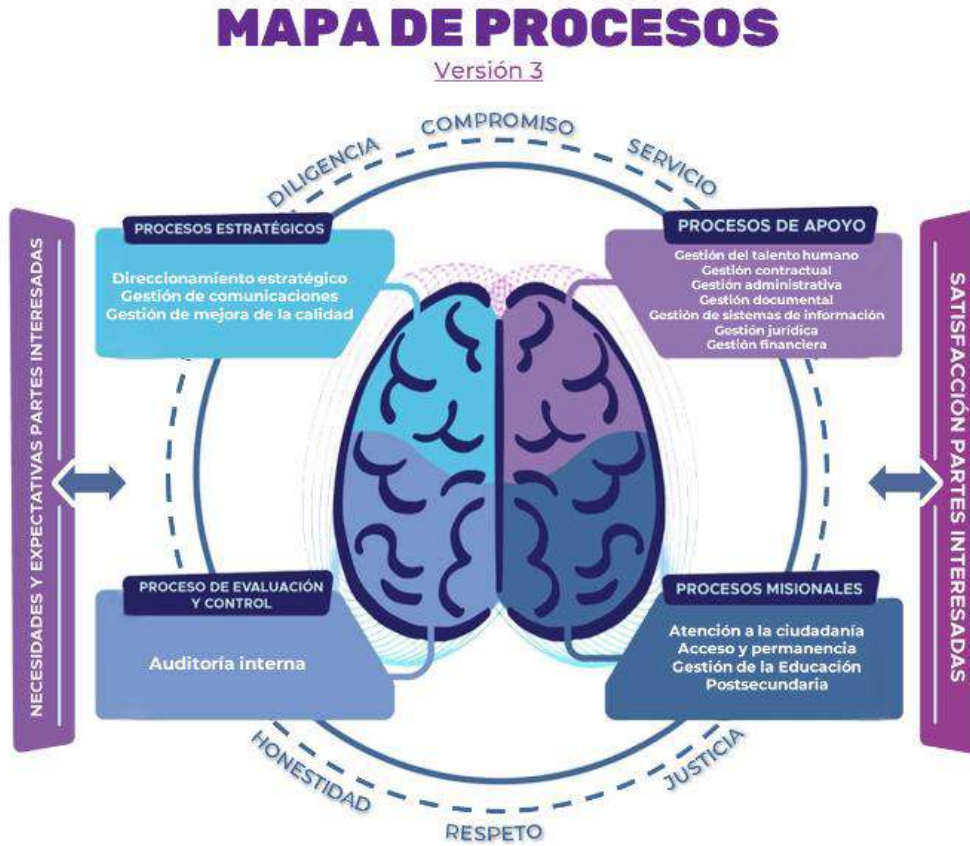 MAPA DE PROCESOS
Versión 3
DILIGENCIA
COMPROMISO
SERVICIO
NECESIDADES Y EXPECTATIVAS PARTES INTERESADAS
PROCESOS ESTRATÉGICOS
Direccionamiento estratégico
Gestión de comunicaciones
Gestión de mejora de la calidad
PROCESOS DE APOYO
Gestión del talento humano
Gestión contractual
Gestión administrativa
Gestión documental
Gestión de sistemas de información
Gestión jurídica
Gestión financiera
SATISFACCIÓN PARTES INTERESADAS
PROCESO DE EVALUACIÓN
Y CONTROL
Auditoría interna
PROCESOS MISIONALES
Atención a la ciudadanía
Acceso y permanencia
Gestión de la Educación
Postsecundaria
HONESTIDAD
RESPETO
JUSTICIA